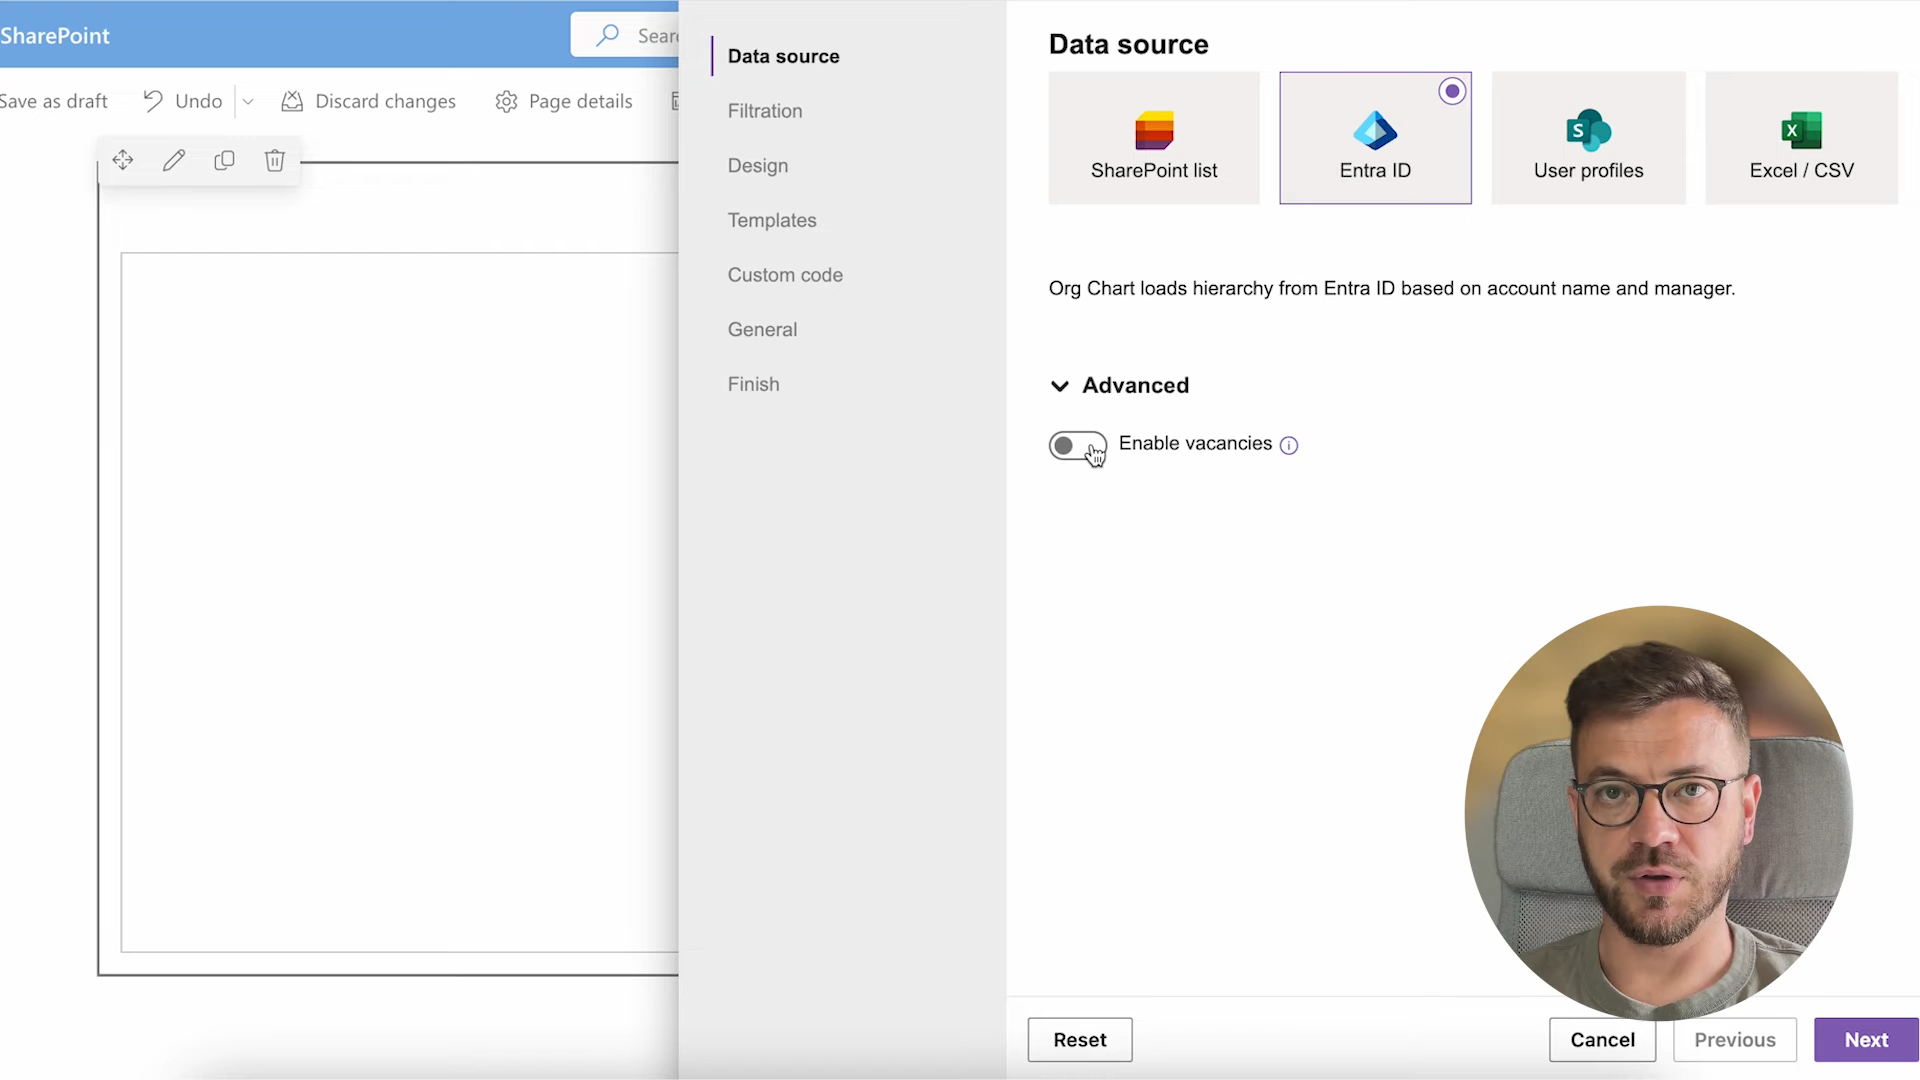 SharePoint
Sear
Save as draft
Undo
Discard changes
Page details
Data source
Filtration
Design
Templates
Custom code
General
Finish
Data source
SharePoint list
Entra ID
S
User profiles
X
Excel / CSV
Org Chart loads hierarchy from Entra ID based on account name and manager.
Advanced
Enable vacancies
Reset
Cancel
Previous
Next